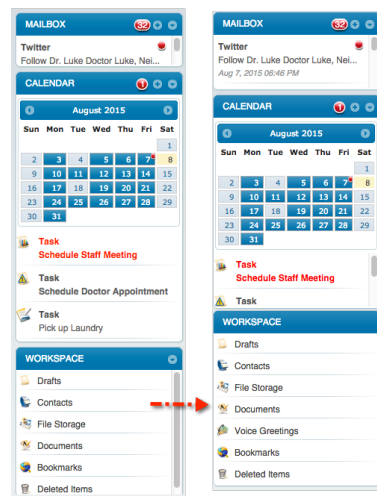 MAILBOX
32
Twitter
Follow Dr. Luke Doctor Luke, Nei...
CALENDAR
1
August 2015
Sun Mon Tue Wed Thu Fri Sat
1
2 3 4 5 6 7 8
9 10 11 12 13 14 15
16 17 18 19 20 21 22
23 24 25 26 27 28 29
30 31
Task
Schedule Staff Meeting
Task
Schedule Doctor Appointment
Task
Pick up Laundry
WORKSPACE
Drafts
Contacts
File Storage
Documents
Bookmarks
Deleted Items
MAILBOX
32
Twitter
Follow Dr. Luke Doctor Luke, Nei...
Aug 7, 2015 06:46 PM
CALENDAR
1
August 2015
Sun Mon Tue Wed Thu Fri Sat
1
2 3 4 5 6 7 8
9 10 11 12 13 14 15
16 17 18 19 20 21 22
23 24 25 26 27 28 29
30 31
Task
Schedule Staff Meeting
Task
WORKSPACE
Drafts
Contacts
File Storage
Documents
Voice Greetings
Bookmarks
Deleted Items